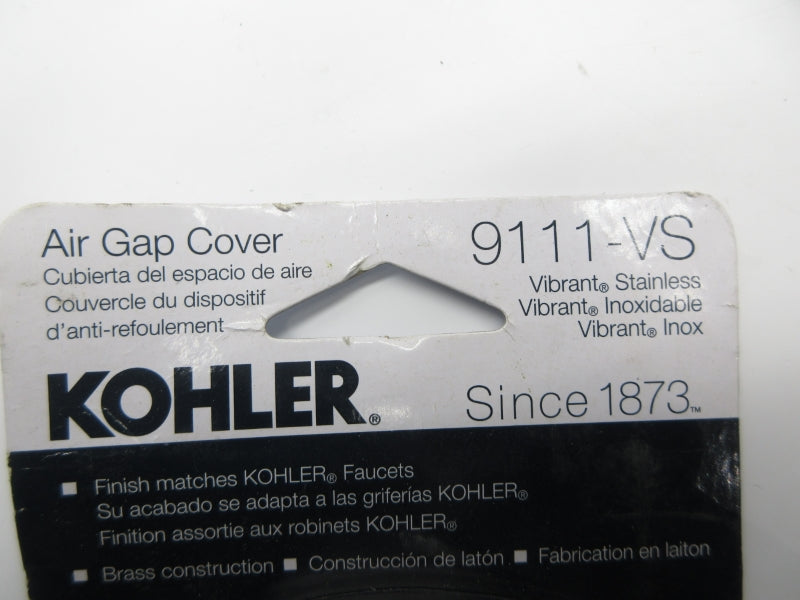 Air Gap Cover
Cubierta del espacio de aire
Couvercle du dispositif
d'anti-refoulement
9111-VS
Vibrant® Stainless
Vibrant® Inoxidable
Vibrant® Inox
KOHLER®
Since 1873™
■ Finish matches KOHLER® Faucets
Su acabado se adapta a las griferías KOHLER®
Finition assortie aux robinets KOHLER®
■ Brass construction ■ Construcción de latón ■ Fabrication en laiton